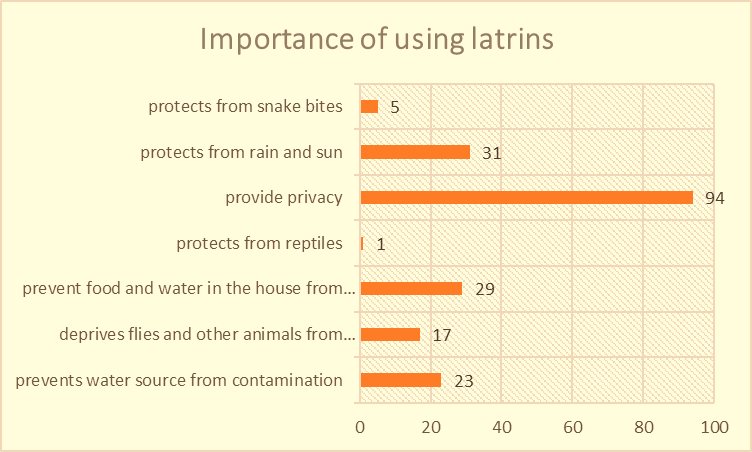 Importance of using latrins
protects from snake bites
5
protects from rain and sun
31
provide privacy
94
protects from reptiles
1
prevent food and water in the house from...
29
deprives flies and other animals from...
17
prevents water source from contamination
23
0 20 40 60 80 100